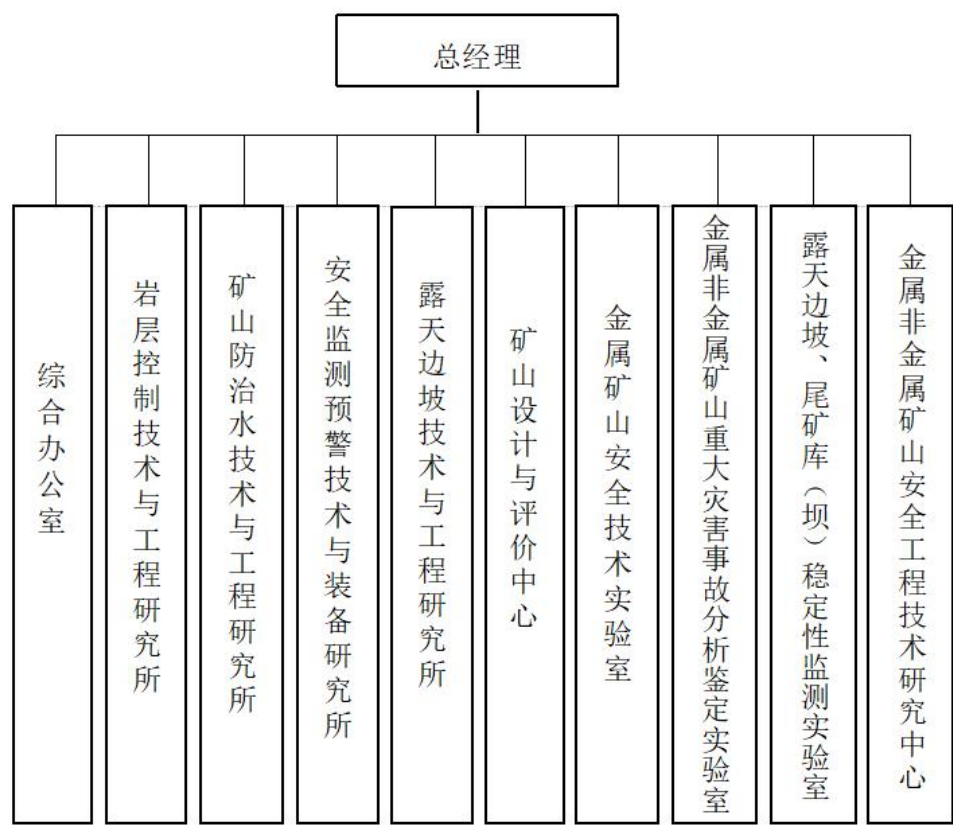 总经理
综合办公室
岩层控制技术与工程研究所
矿山防治水技术与工程研究所
安全监测预警技术与装备研究所
露天边坡技术与工程研究所
矿山设计与评价中心
金属矿山安全技术实验室
金属非金属矿山重大灾害事故分析鉴定实验室
露天边坡、尾矿库（坝）稳定性监测实验室
金属非金属矿山安全工程技术研究中心